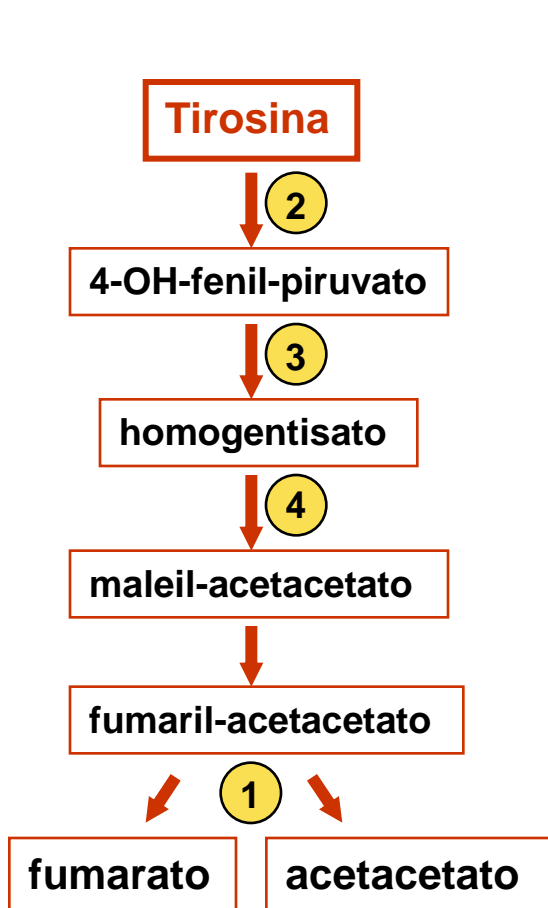 Tirosina
2
4-OH-fenil-piruvato
3
homogentisato
4
maleil-acetacetato
fumaril-acetacetato
1
fumarato acetacetato